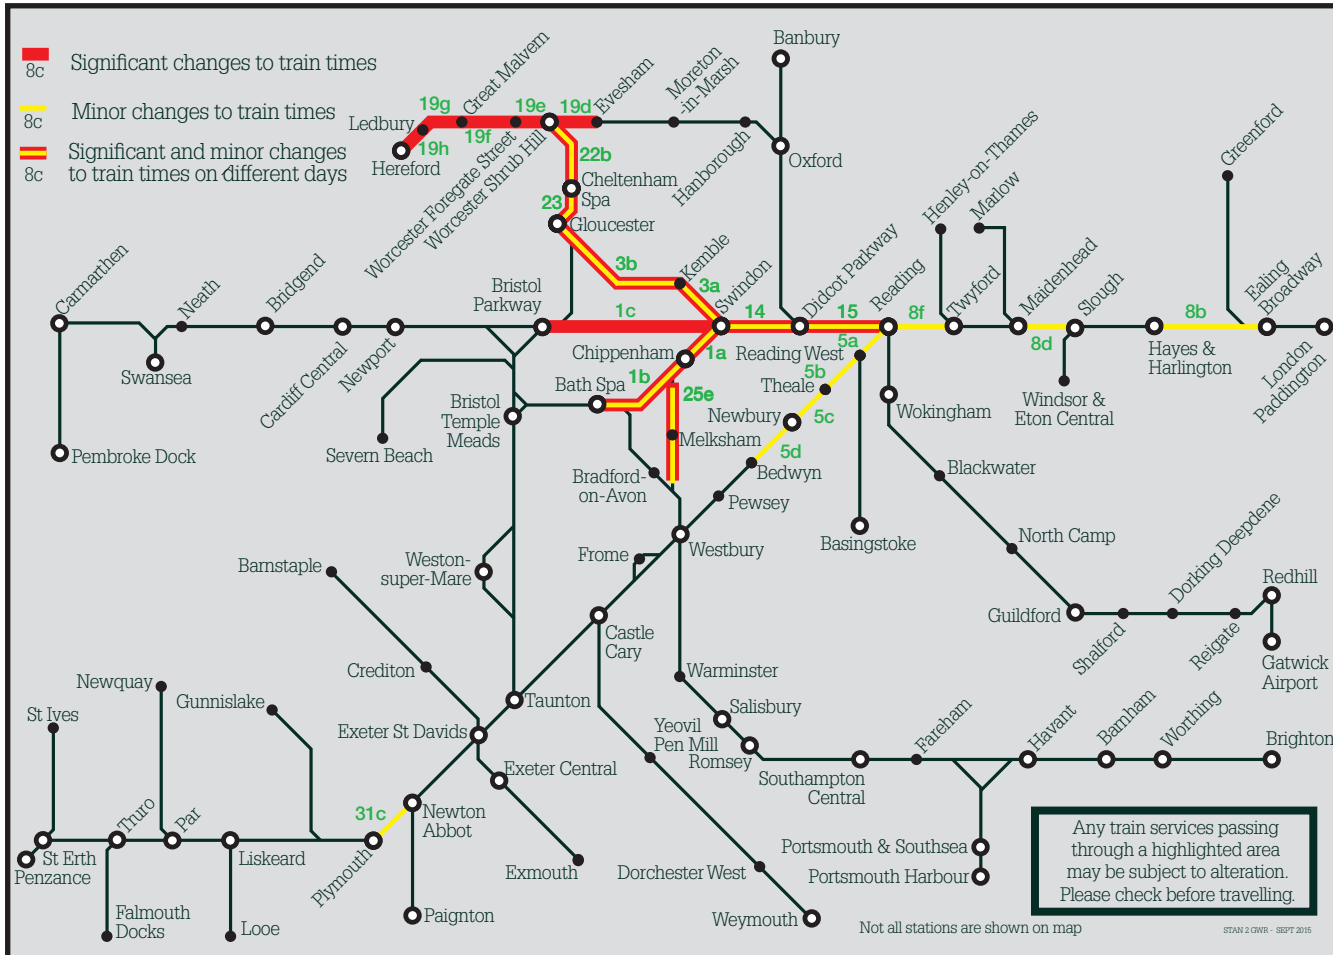 8c
Significant changes to train times
8c
Minor changes to train times
8c
Significant and minor changes
to train times on different days
Banbury
Great Malvern
Evesham
Moreton
-in-Marsh
19g
19e
19d
Ledbury
19h
19f
Hereford
Worcester Foregate Street
Worcester Shrub Hill
22b
Cheltenham
Spa
23
Gloucester
Hanborough
Oxford
Henley-on-Thames
Marlow
Greenford
3b
Kemble
3a
Swindon
Didcot Parkway
Reading
Twyford
Maidenhead
Slough
Ealing
Broadway
Carmarthen
Neath
Bridgend
Bristol
Parkway
1c
14
15
8f
8d
8b
Swansea
Cardiff Central
Newport
Chippenham
1a
Reading West
5a
Hayes &
Harlington
London
Paddington
Bath Spa
1b
25e
Theale
5b
Windsor &
Eton Central
Pembroke Dock
Severn Beach
Bristol
Temple
Meads
Melksham
Newbury
5c
Wokingham
5d
Bedwyn
Bradford-
on-Avon
Pewsey
Blackwater
Westbury
Basingstoke
North Camp
Barnstaple
Weston-
super-Mare
Frome
Dorking Deepdene
Redhill
Guildford
Shalford
Reigate
Gatwick
Airport
Castle
Cary
Crediton
Warminster
Newquay
Gunnislake
St Ives
Taunton
Salisbury
Exeter St Davids
Yeovil
Pen Mill
Romsey
Fareham
Havant
Barnham
Worthing
Brighton
Exeter Central
Southampton
Central
31c
Newton
Abbot
Truro
Par
St Erth
Penzance
Liskeard
Plymouth
Exmouth
Dorchester West
Portsmouth & Southsea
Portsmouth Harbour
Falmouth
Docks
Looe
Paignton
Weymouth
Any train services passing
through a highlighted area
may be subject to alteration.
Please check before travelling.
Not all stations are shown on map
STAN 2 GWR - SEPT 2015